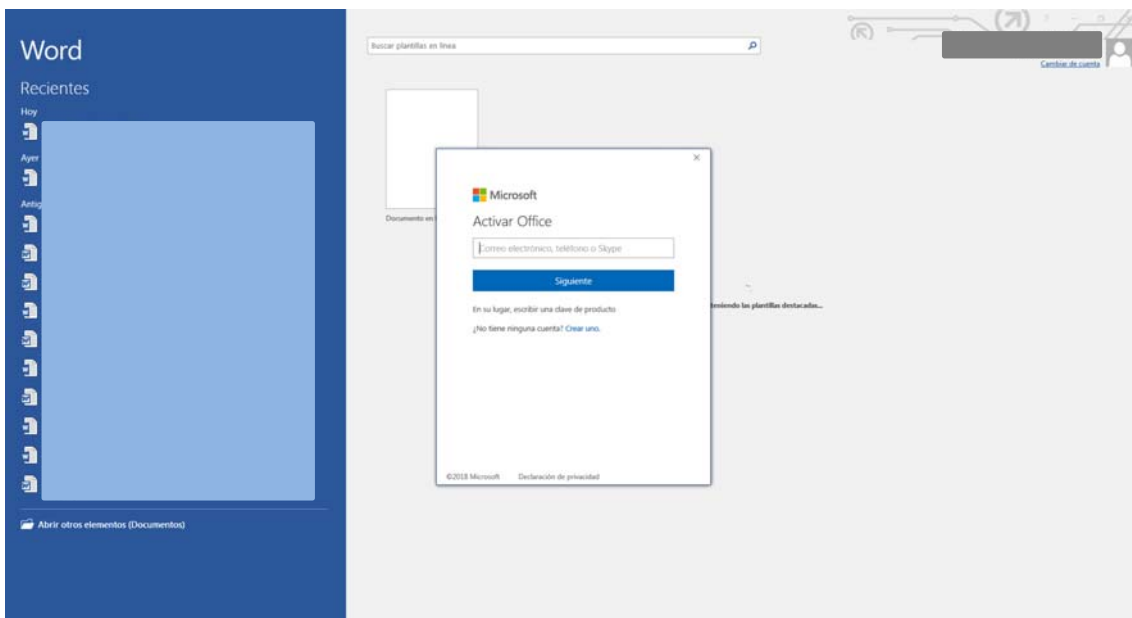 Word
Recientes
Hoy
Ayer
Antig
Abrir otros elementos (Documentos)
Buscar plantillas en línea
Cambiar de cuenta
Documento en
Microsoft
Activar Office
Correo electrónico, teléfono o Skype
Siguiente
En su lugar, escribir una clave de producto
¿No tiene ninguna cuenta? Crear uno.
©2018 Microsoft Declaración de privacidad
teniendo las plantillas destacadas...